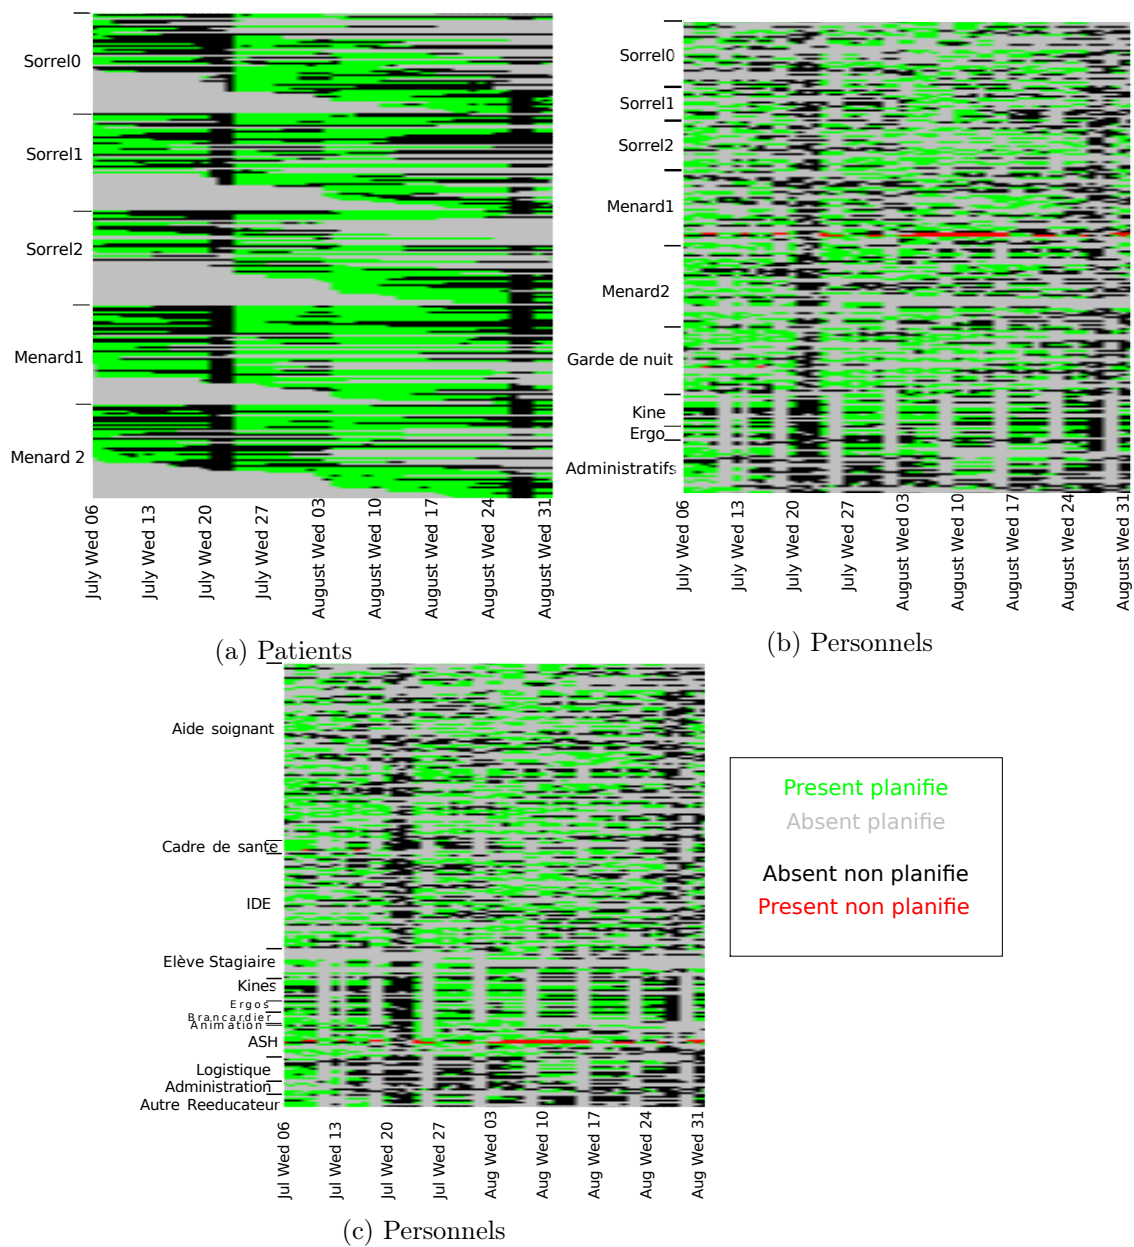 Sorrel0
Sorrel1
Sorrel2
Menard1
Menard 2
July Wed 06
July Wed 13
July Wed 20
July Wed 27
August Wed 03
August Wed 10
August Wed 17
August Wed 24
August Wed 31
(a) Patients
Sorrel0
Sorrel1
Sorrel2
Menard1
Menard2
Garde de nuit
Kine
Ergo
Administratifs
July Wed 06
July Wed 13
July Wed 20
July Wed 27
August Wed 03
August Wed 10
August Wed 17
August Wed 24
August Wed 31
(b) Personnels
Aide soignant
Cadre de sante
IDE
Elève Stagiaire
Kines
Ergos
Brancardier
Animation
ASH
Logistique
Administration
Autre Reeducateur
Jul Wed 06
Jul Wed 13
Jul Wed 20
Jul Wed 27
Aug Wed 03
Aug Wed 10
Aug Wed 17
Aug Wed 24
Aug Wed 31
(c) Personnels
Present planifie
Absent planifie
Absent non planifie
Present non planifie